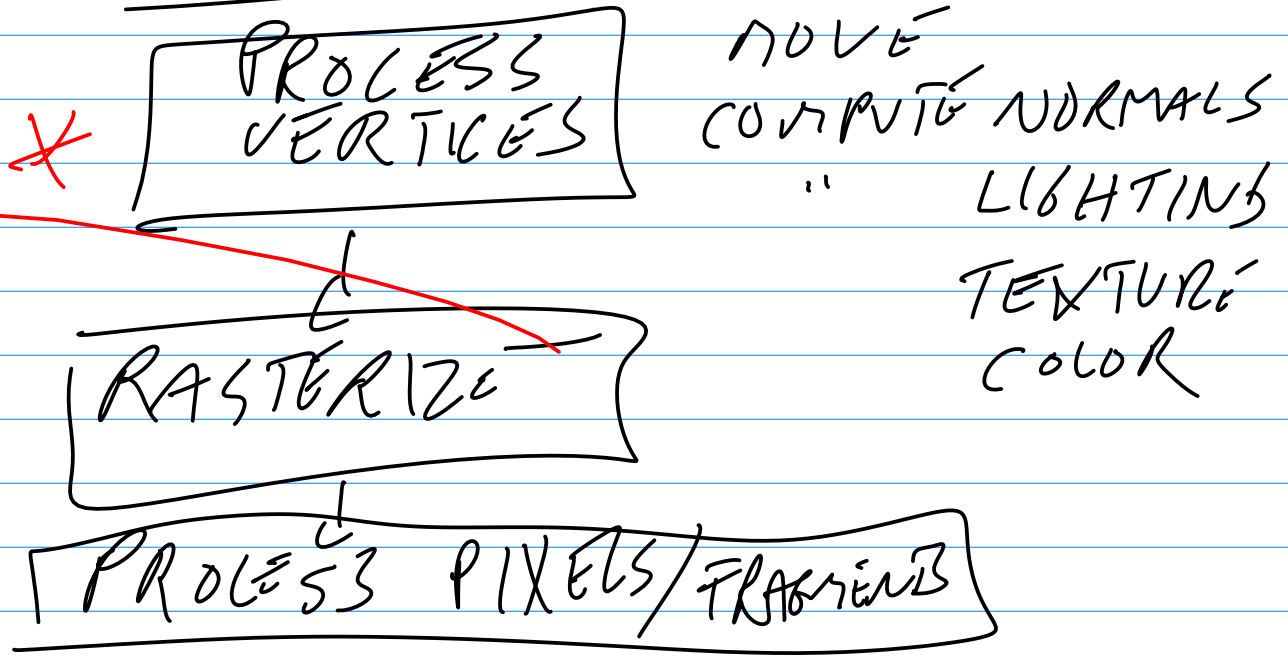 PROCESS
VERTICES
MOVE
COMPUTE NORMALS
" LIGHTING
TEXTURE
COLOR
RASTERIZE
PROCESS PIXELS/FRAGMENTS